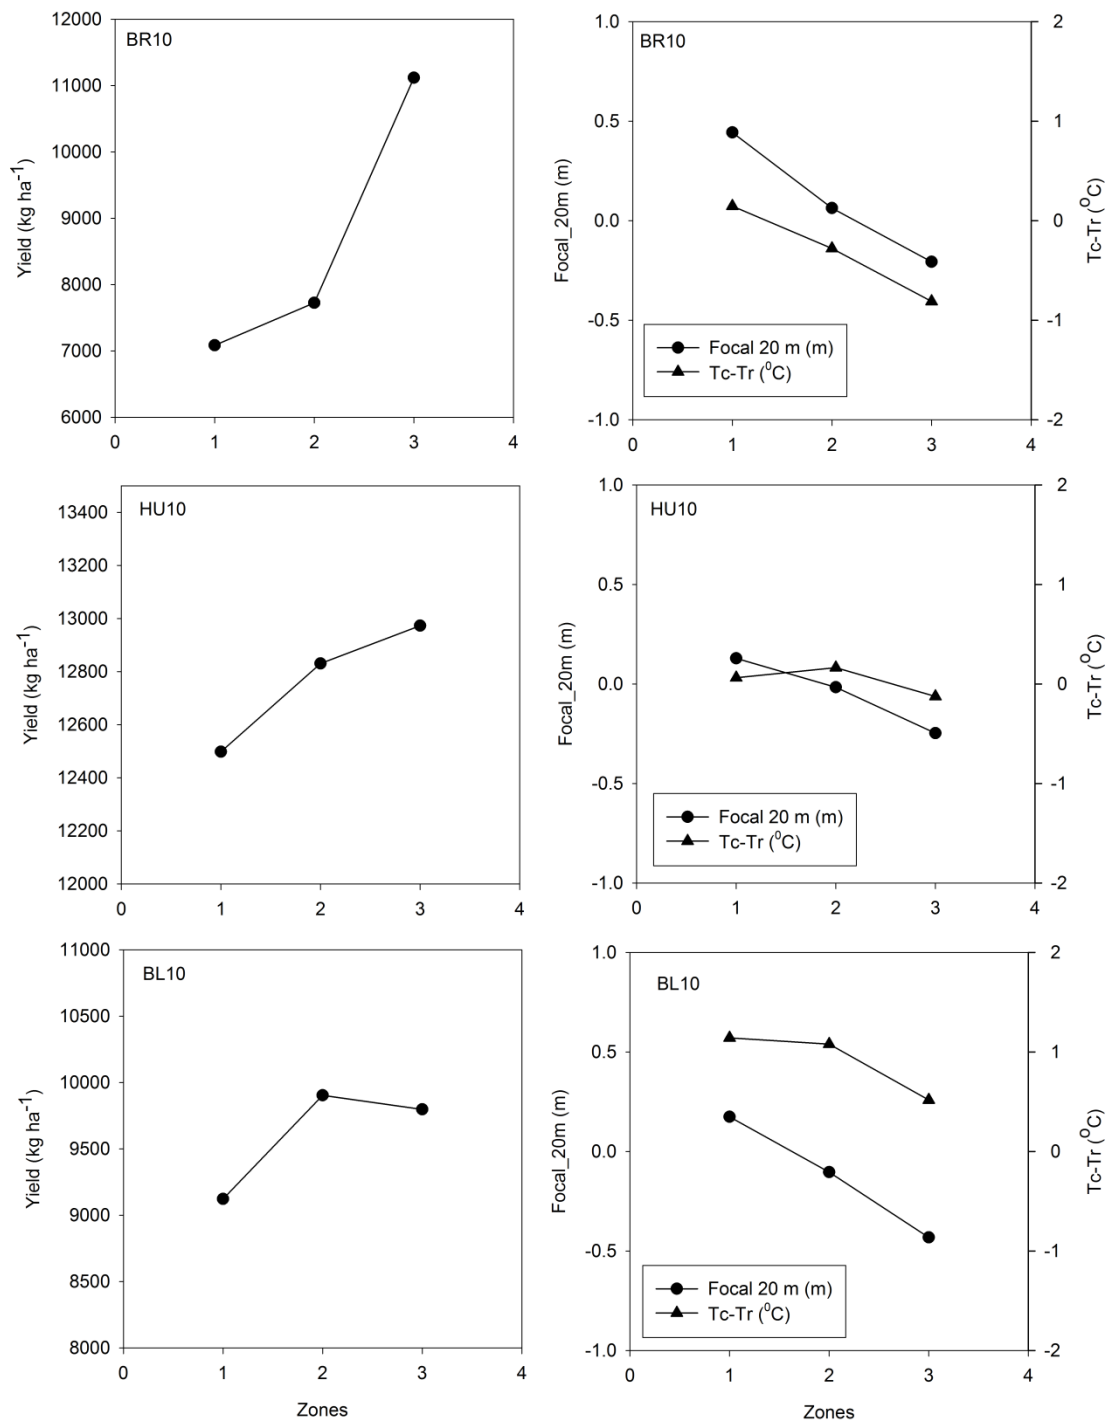 BR10
Yield (kg ha-1)
12000
11000
10000
9000
8000
7000
6000
0 1 2 3 4
BR10
Focal_20m (m)
1.0
0.5
0.0
-0.5
-1.0
0 1 2 3 4
2
1
0
-1
-2
Tc-Tr (OC)
Focal 20 m (m)
Tc-Tr (0C)
HU10
Yield (kg ha-1)
13400
13200
13000
12800
12600
12400
12200
12000
0 1 2 3 4
HU10
Focal_20m (m)
1.0
0.5
0.0
-0.5
-1.0
0 1 2 3 4
2
1
0
-1
-2
Tc-Tr (OC)
Focal 20 m (m)
Tc-Tr (0C)
BL10
Yield (kg ha-1)
11000
10500
10000
9500
9000
8500
8000
0 1 2 3 4
Zones
BL10
Focal_20m (m)
1.0
0.5
0.0
-0.5
-1.0
0 1 2 3 4
2
1
0
-1
-2
Tc-Tr (OC)
Focal 20 m (m)
Tc-Tr (0C)
Zones